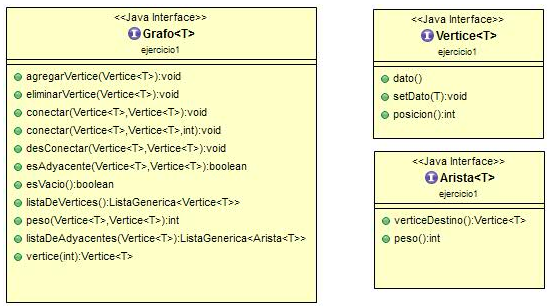 <<Java Interface>>
Grafo<T>
ejercicio1
agregarVertice(Vertice<T>):void
eliminarVertice(Vertice<T>):void
conectar(Vertice<T>,Vertice<T>):void
conectar(Vertice<T>,Vertice<T>,int):void
desConectar(Vertice<T>,Vertice<T>):void
esAdyacente(Vertice<T>,Vertice<T>):boolean
esVacio():boolean
listaDeVertices():ListaGenerica<Vertice<T>>
peso(Vertice<T>,Vertice<T>):int
listaDeAdyacentes(Vertice<T>):ListaGenerica<Arista<T>>
vertice(int):Vertice<T>
<<Java Interface>>
Vertice<T>
ejercicio1
dato()
setDato(T):void
posicion():int
<<Java Interface>>
Arista<T>
ejercicio1
verticeDestino():Vertice<T>
peso():int